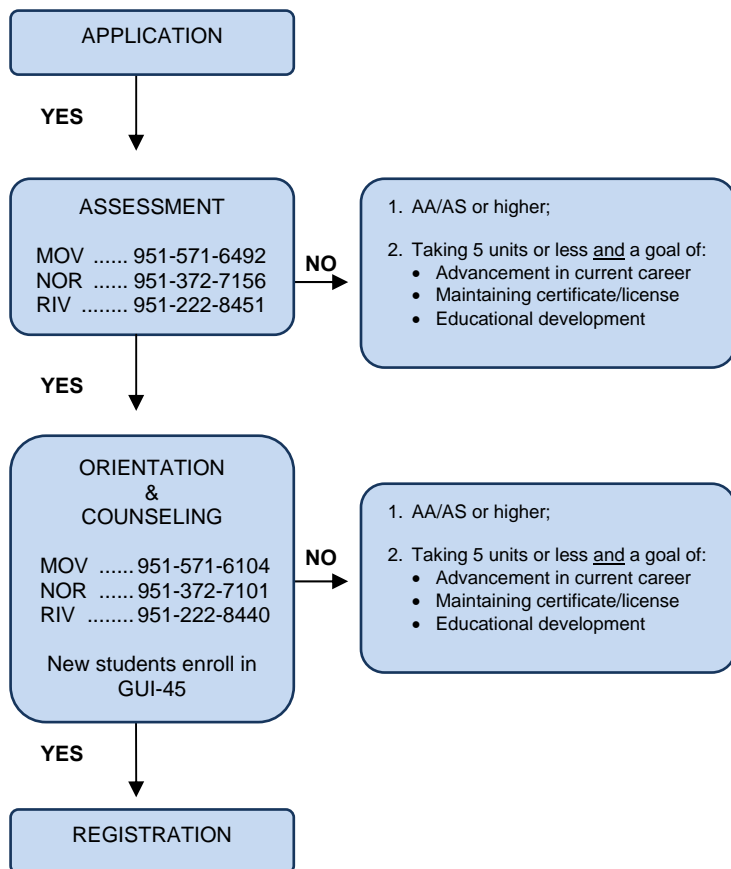 APPLICATION
YES
ASSESSMENT
MOV ...... 951-571-6492
NOR ...... 951-372-7156
RIV ........ 951-222-8451
NO
1. AA/AS or higher;
2. Taking 5 units or less and a goal of:
• Advancement in current career
• Maintaining certificate/license
• Educational development
YES
ORIENTATION
&
COUNSELING
MOV ...... 951-571-6104
NOR ...... 951-372-7101
RIV ........ 951-222-8440
New students enroll in
GUI-45
NO
1. AA/AS or higher;
2. Taking 5 units or less and a goal of:
• Advancement in current career
• Maintaining certificate/license
• Educational development
YES
REGISTRATION